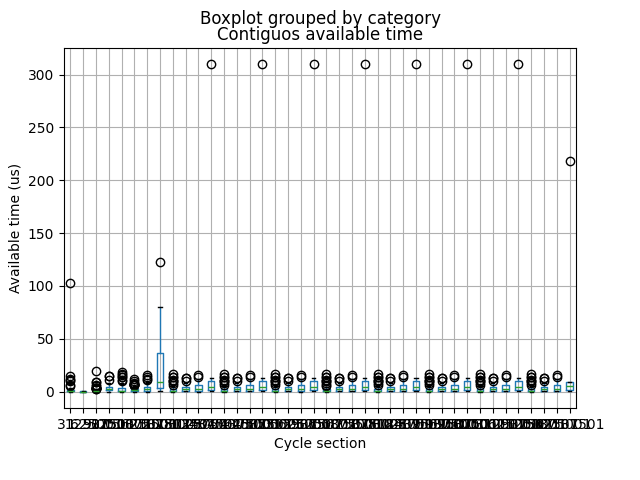 Boxplot grouped by category
Contiguos available time
300
250
200
150
100
50
0
Available time (us)
Cycle section